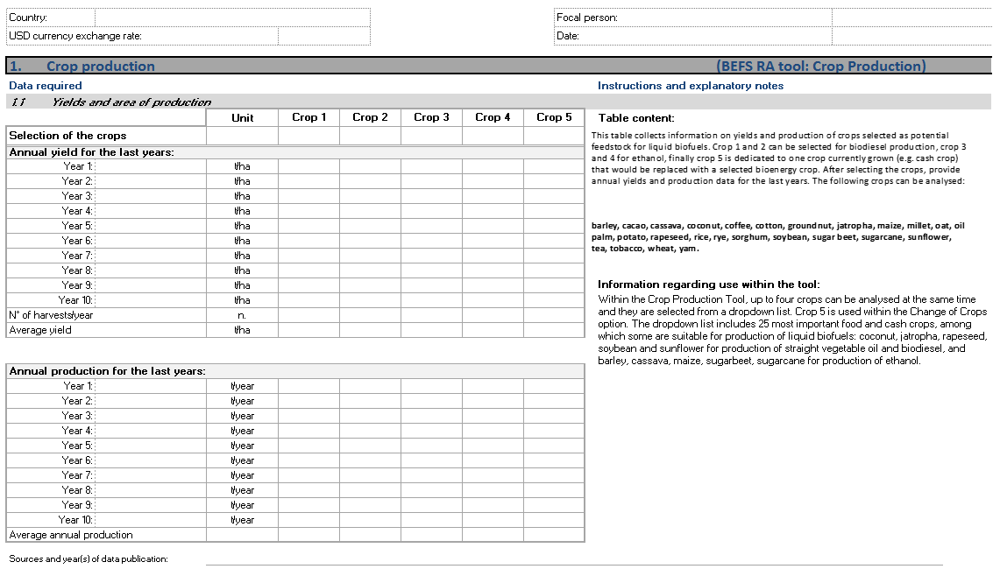 Country:
Focal person:
USD currency exchange rate:
Date:
1. Crop production (BEFS RA tool: Crop Production)
Data required
Instructions and explanatory notes
1.1 Yields and area of production
Unit Crop 1 Crop 2 Crop 3 Crop 4 Crop 5
Selection of the crops
Annual yield for the last years:
Year 1: t/ha
Year 2: t/ha
Year 3: t/ha
Year 4: t/ha
Year 5: t/ha
Year 6: t/ha
Year 7: t/ha
Year 8: t/ha
Year 9: t/ha
Year 10: t/ha
N° of harvests/year n.
Average yield t/ha
Annual production for the last years:
Year 1: t/year
Year 2: t/year
Year 3: t/year
Year 4: t/year
Year 5: t/year
Year 6: t/year
Year 7: t/year
Year 8: t/year
Year 9: t/year
Year 10: t/year
Average annual production
Sources and year(s) of data publication:
Table content:
This table collects information on yields and production of crops selected as potential
feedstock for liquid biofuels. Crop 1 and 2 can be selected for biodiesel production, crop 3
and 4 for ethanol, finally crop 5 is dedicated to one crop currently grown (e.g. cash crop)
that would be replaced with a selected bioenergy crop. After selecting the crops, provide
annual yields and production data for the last years. The following crops can be analysed:
barley, cacao, cassava, coconut, coffee, cotton, groundnut, jatropha, maize, millet, oat, oil
palm, potato, rapeseed, rice, rye, sorghum, soybean, sugar beet, sugarcane, sunflower,
tea, tobacco, wheat, yam.
Information regarding use within the tool:
Within the Crop Production Tool, up to four crops can be analysed at the same time
and they are selected from a dropdown list. Crop 5 is used within the Change of Crops
option. The dropdown list includes 25 most important food and cash crops, among
which some are suitable for production of liquid biofuels: coconut, jatropha, rapeseed,
soybean and sunflower for production of straight vegetable oil and biodiesel, and
barley, cassava, maize, sugarbeet, sugarcane for production of ethanol.